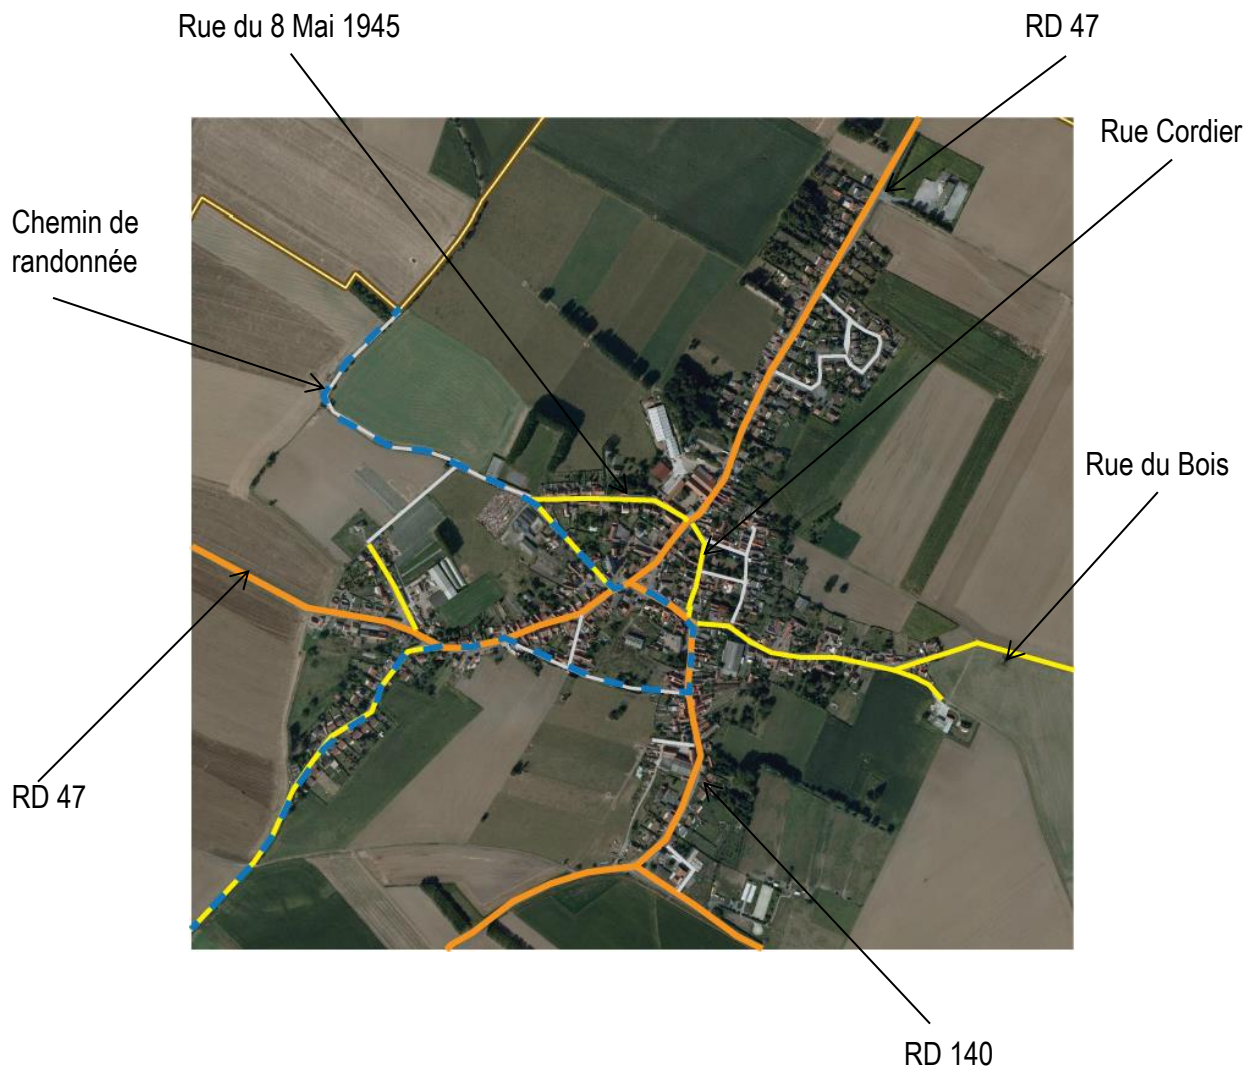 Rue du 8 Mai 1945
RD 47
Rue Cordier
Chemin de
randonnée
Rue du Bois
RD 47
RD 140